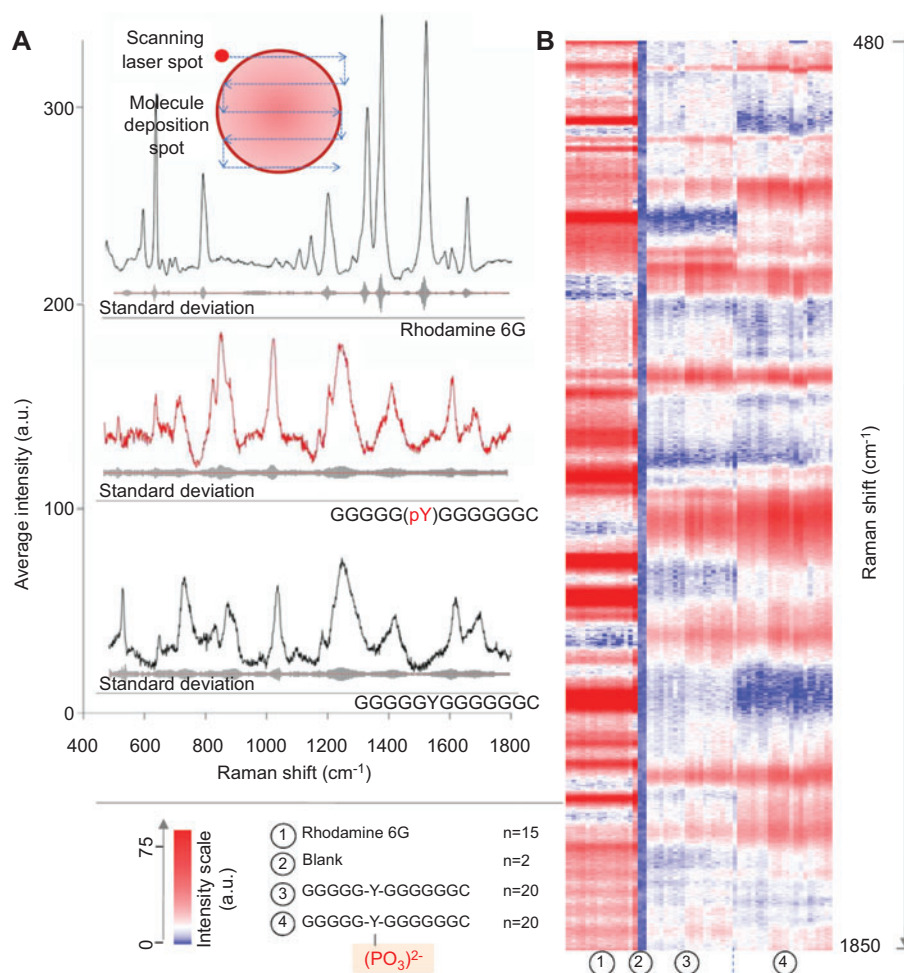 A
Scanning
laser spot
Molecule
deposition
spot
300
200
100
0
Average intensity (a.u.)
Standard deviation
Rhodamine 6G
Standard deviation
GGGGG(pY)GGGGGGC
Standard deviation
GGGGGYGGGGGGC
400 600 800 1000 1200 1400 1600 1800
Raman shift (cm-1)
75
0
Intensity scale
(a.u.)
1 Rhodamine 6G n=15
2 Blank n=2
3 GGGGG-Y-GGGGGGC n=20
4 GGGGG-Y-GGGGGGC n=20
(PO3)2-
B
480
Raman shift (cm-1)
1850
1 2 3 4